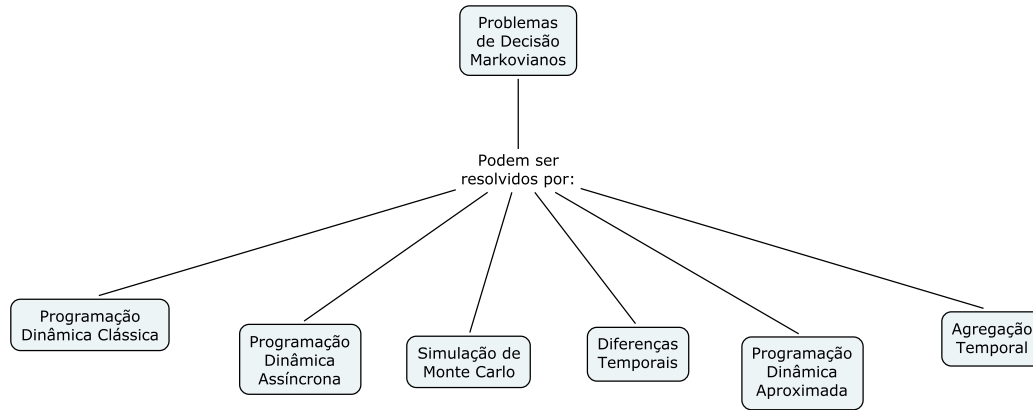 Problemas
de Decisão
Markovianos
Podem ser
resolvidos por:
Programação
Dinâmica Clássica
Programação
Dinâmica
Assíncrona
Simulação de
Monte Carlo
Diferenças
Temporais
Programação
Dinâmica
Aproximada
Agregação
Temporal